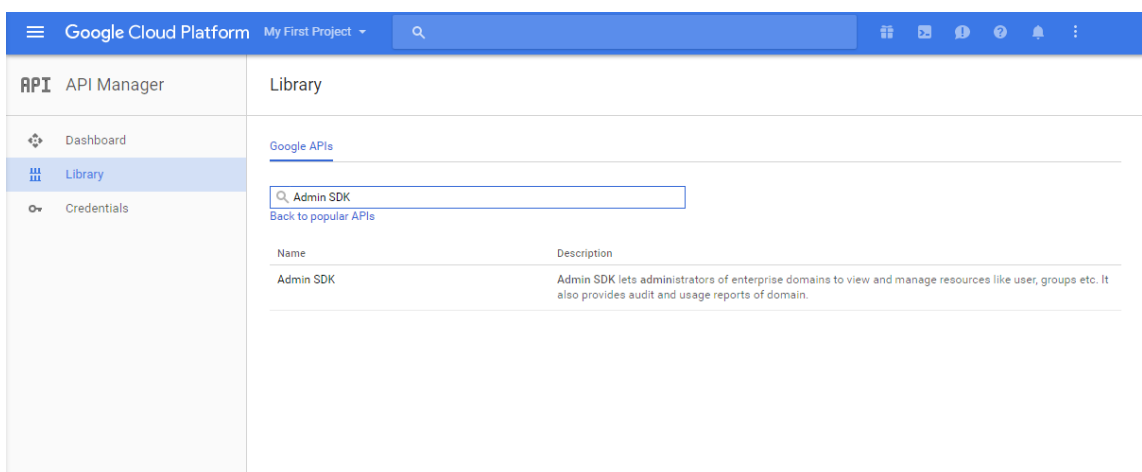 Google Cloud Platform My First Project
API API Manager
Library
Dashboard
Library
Credentials
Google APIs
Admin SDK
Back to popular APIs
Name Description
Admin SDK Admin SDK lets administrators of enterprise domains to view and manage resources like user, groups etc. It
also provides audit and usage reports of domain.